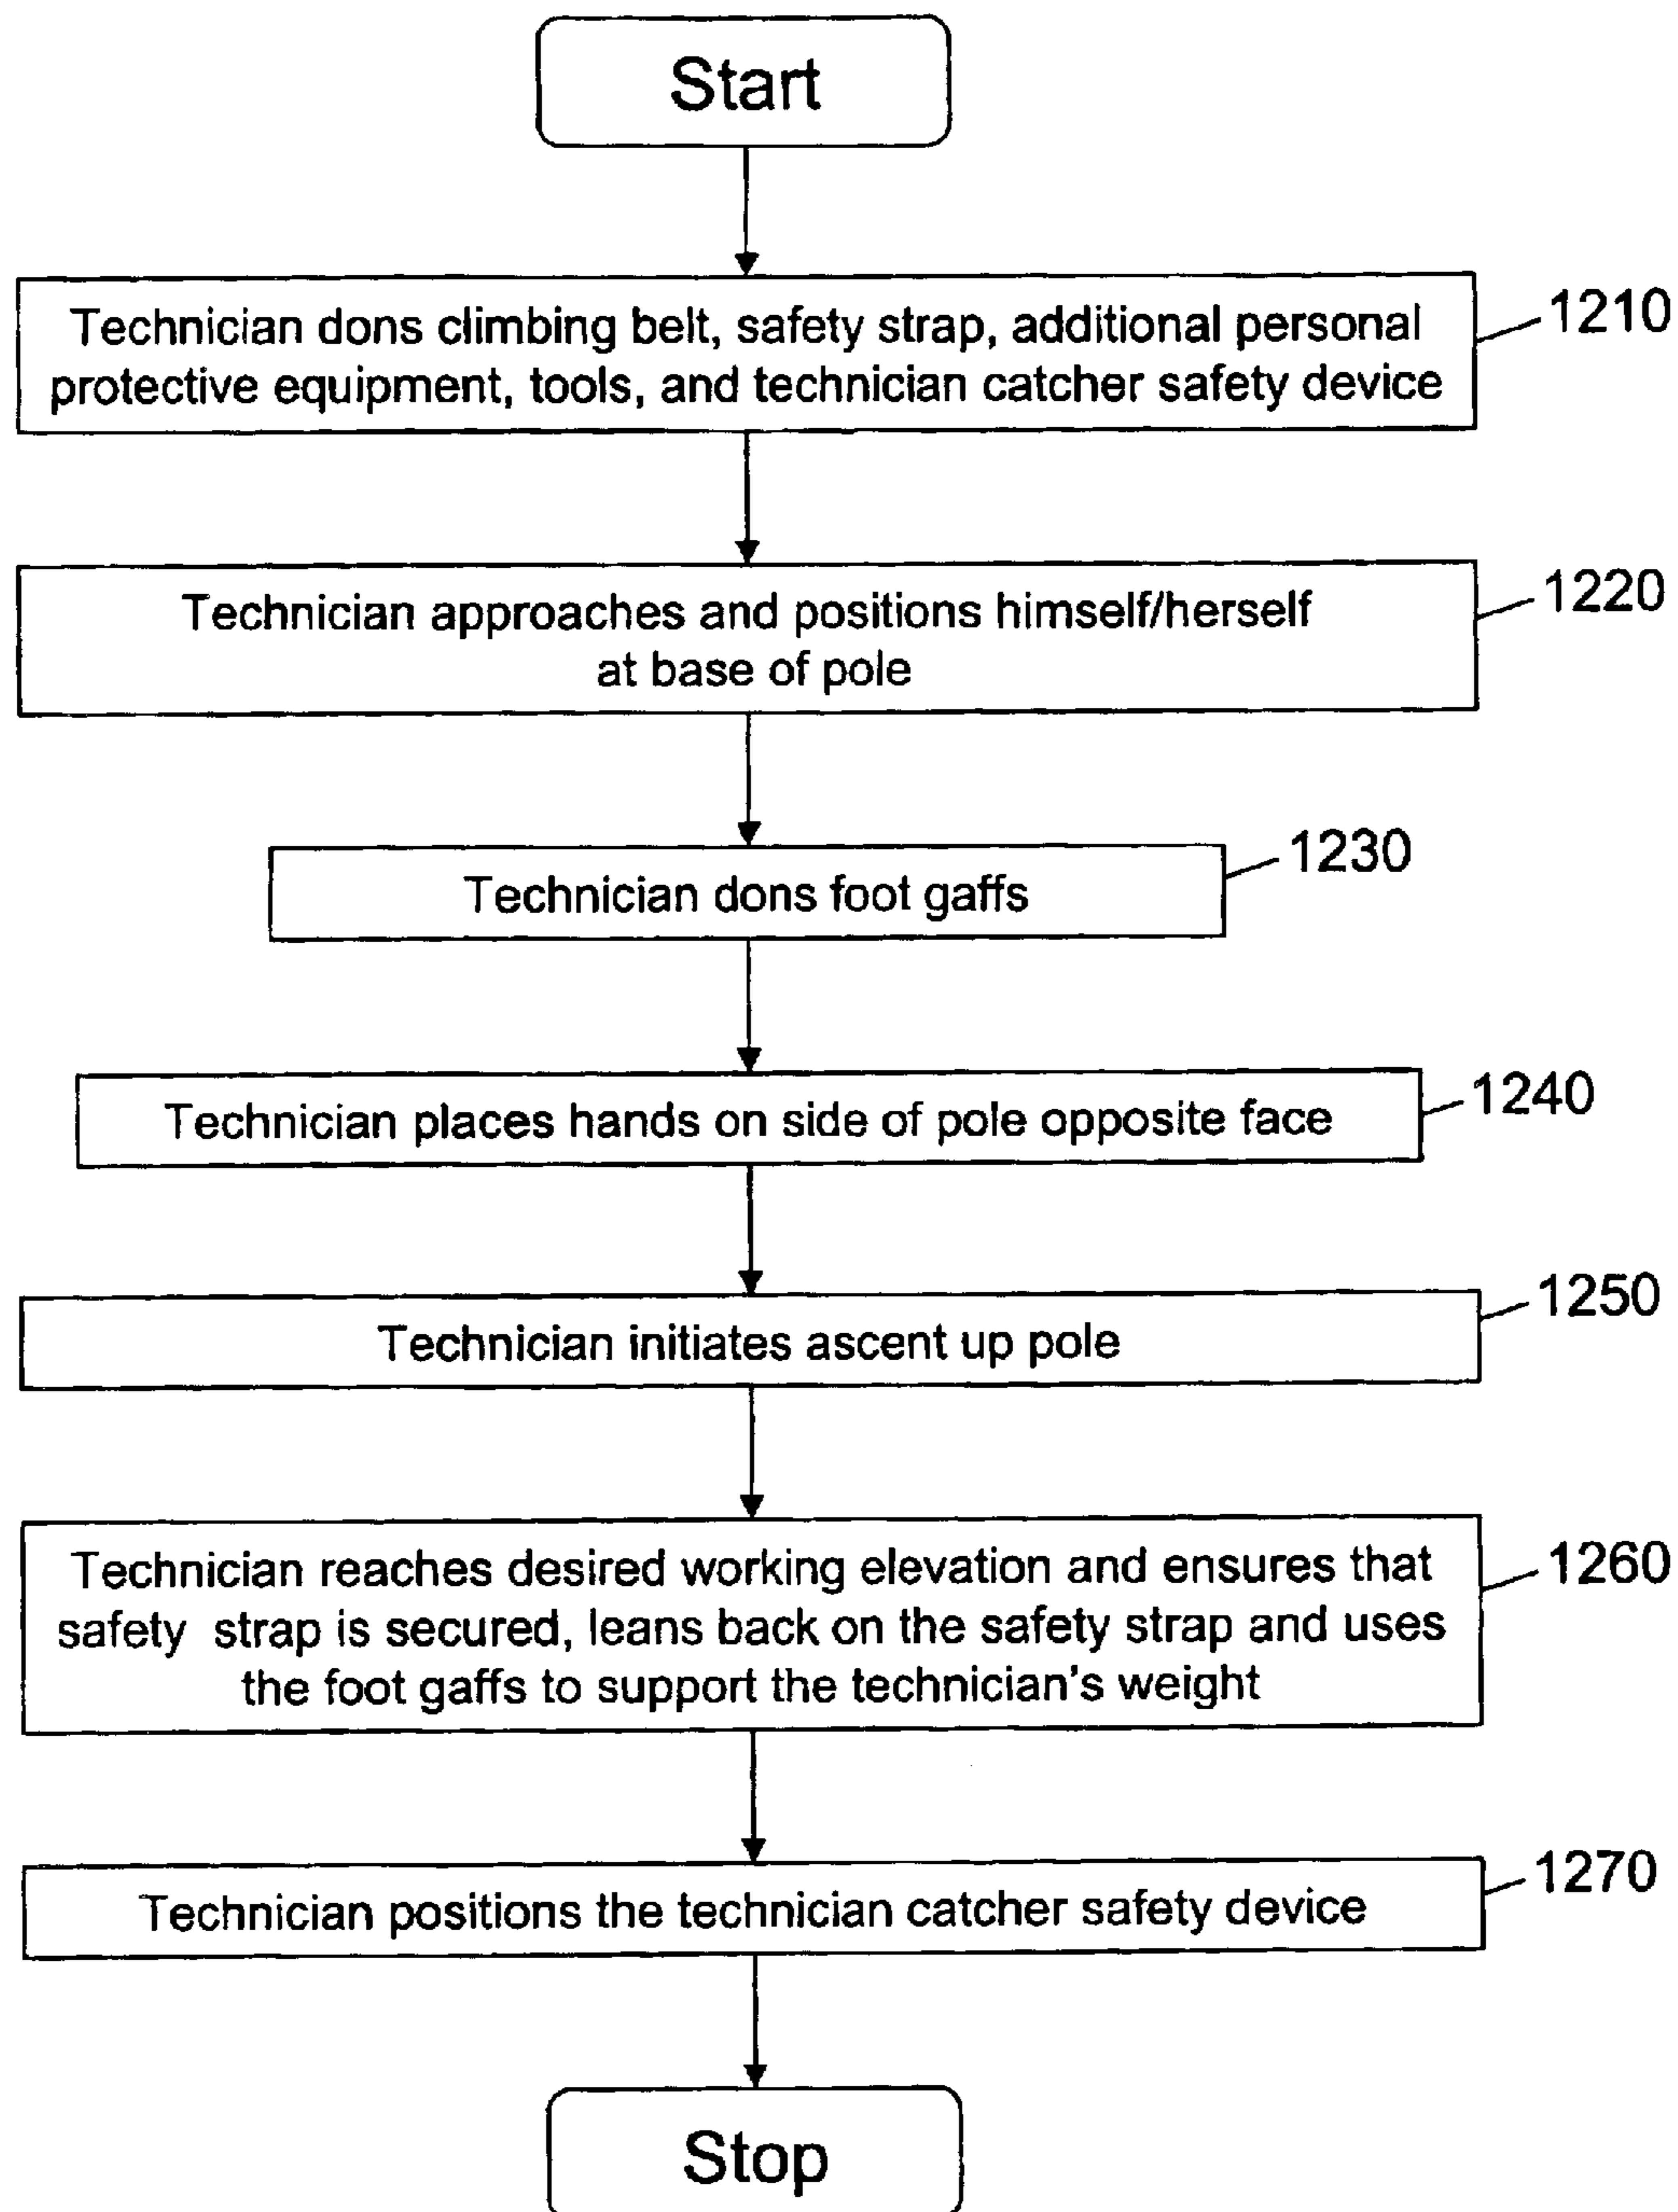 Start
Technician dons climbing belt, safety strap, additional personal
protective equipment, tools, and technician catcher safety device
1210
Technician approaches and positions himself/herself
at base of pole
1220
Technician dons foot gaffs
1230
Technician places hands on side of pole opposite face
1240
Technician initiates ascent up pole
1250
Technician reaches desired working elevation and ensures that
safety strap is secured, leans back on the safety strap and uses
the foot gaffs to support the technician's weight
1260
Technician positions the technician catcher safety device
1270
Stop